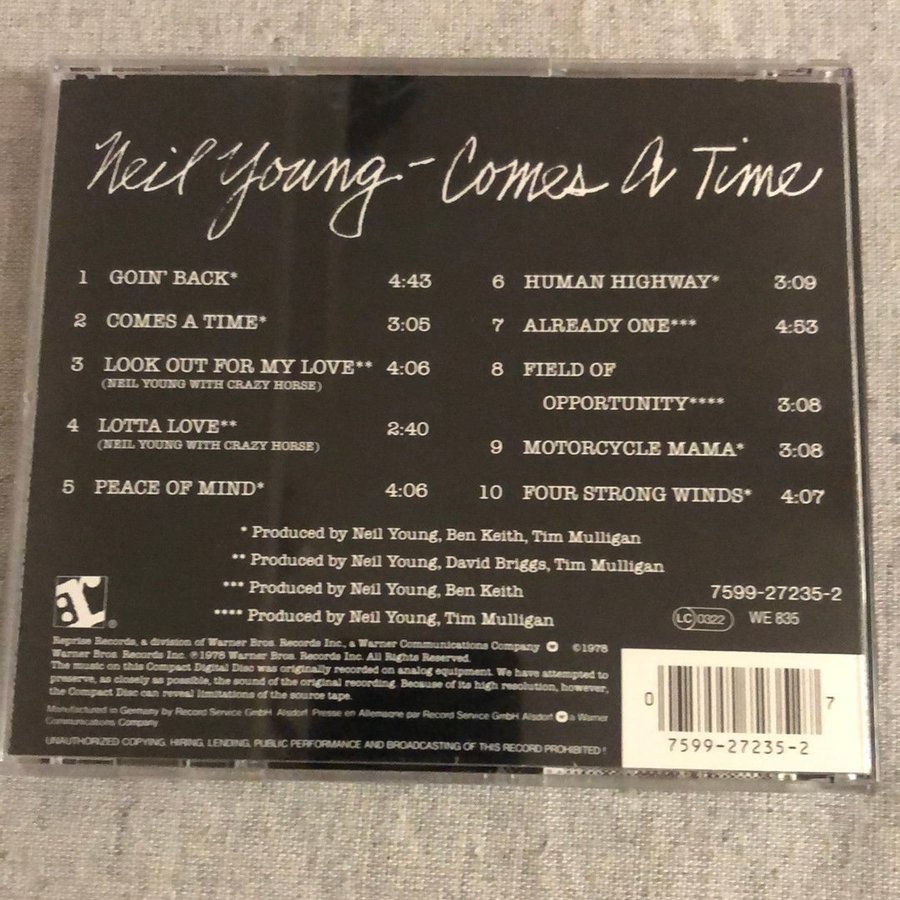 Neil Young - Comes A Time
1 GOIN' BACK* 4:43
2 COMES A TIME* 3:05
3 LOOK OUT FOR MY LOVE** 4:06
(NEIL YOUNG WITH CRAZY HORSE)
4 LOTTA LOVE** 2:40
(NEIL YOUNG WITH CRAZY HORSE)
5 PEACE OF MIND* 4:06
6 HUMAN HIGHWAY* 3:09
7 ALREADY ONE*** 4:53
8 FIELD OF
OPPORTUNITY**** 3:08
9 MOTORCYCLE MAMA* 3:08
10 FOUR STRONG WINDS* 4:07
* Produced by Neil Young, Ben Keith, Tim Mulligan
** Produced by Neil Young, David Briggs, Tim Mulligan
*** Produced by Neil Young, Ben Keith
**** Produced by Neil Young, Tim Mulligan
7599-27235-2
LC 0322 WE 835
Reprise Records, a division of Warner Bros. Records Inc., a Warner Communications Company ©1978
Warner Bros. Records Inc. ℗1978 Warner Bros. Records Inc. All Rights Reserved.
The music on this Compact Digital Disc was originally recorded on analog equipment. We have attempted to
preserve, as closely as possible, the sound of the original recording. Because of its high resolution, however,
the Compact Disc can reveal limitations of the source tape.
Manufactured in Germany by Record Service GmbH, Alsdorf. Presse en Allemagne par Record Service GmbH, Alsdorf a Warner
Communications Company
UNAUTHORIZED COPYING, HIRING, LENDING, PUBLIC PERFORMANCE AND BROADCASTING OF THIS RECORD PROHIBITED!
0 7
7599-27235-2